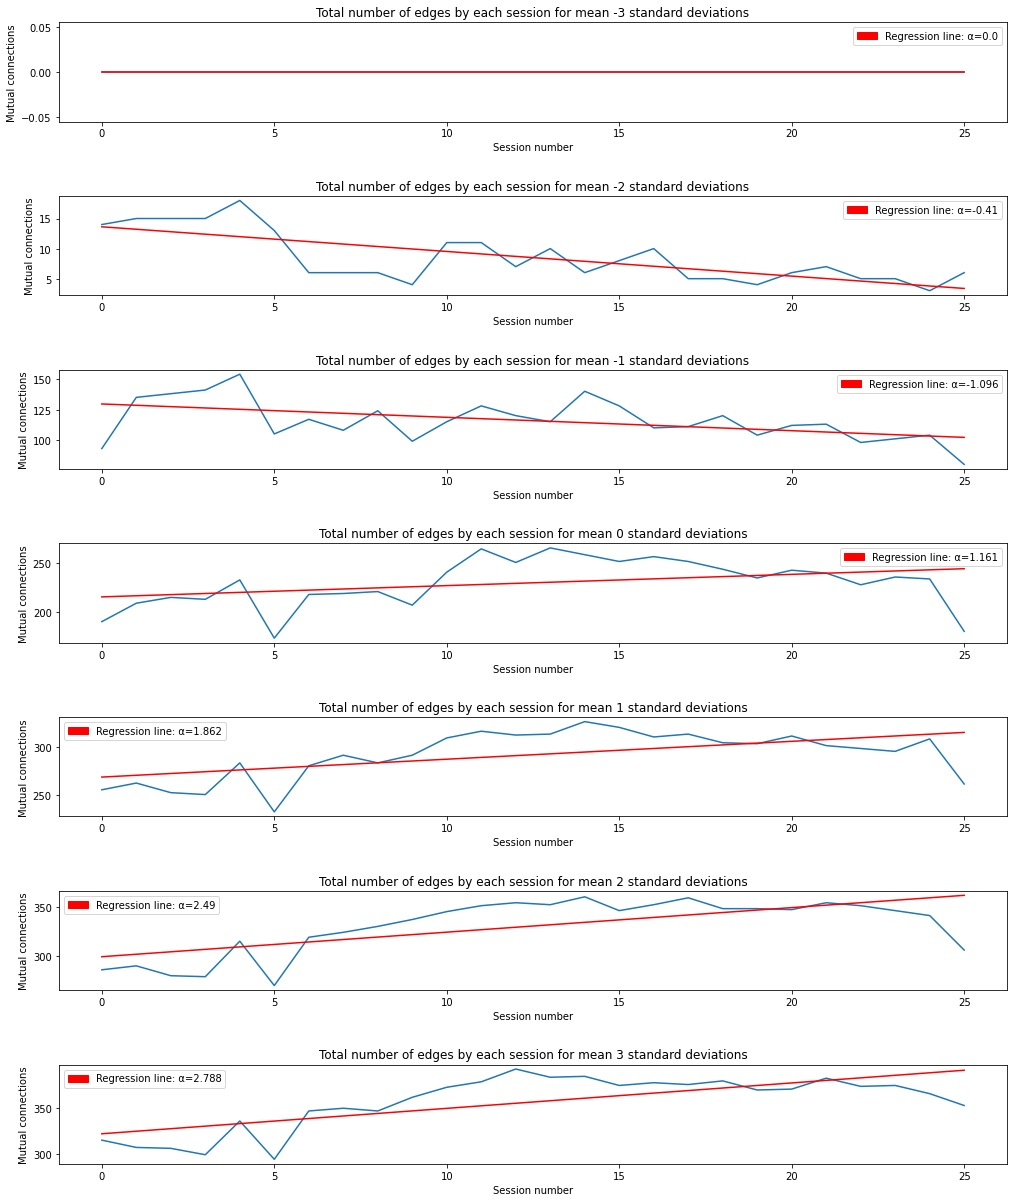 Total number of edges by each session for mean -3 standard deviations
Mutual connections
0.05
0.00
−0.05
Regression line: α=0.0
0 5 10 15 20 25
Session number
Total number of edges by each session for mean -2 standard deviations
Mutual connections
15
10
5
Regression line: α=-0.41
0 5 10 15 20 25
Session number
Total number of edges by each session for mean -1 standard deviations
Mutual connections
150
125
100
Regression line: α=-1.096
0 5 10 15 20 25
Session number
Total number of edges by each session for mean 0 standard deviations
Mutual connections
250
200
Regression line: α=1.161
0 5 10 15 20 25
Session number
Total number of edges by each session for mean 1 standard deviations
Mutual connections
300
250
Regression line: α=1.862
0 5 10 15 20 25
Session number
Total number of edges by each session for mean 2 standard deviations
Mutual connections
350
300
Regression line: α=2.49
0 5 10 15 20 25
Session number
Total number of edges by each session for mean 3 standard deviations
Mutual connections
350
300
Regression line: α=2.788
0 5 10 15 20 25
Session number